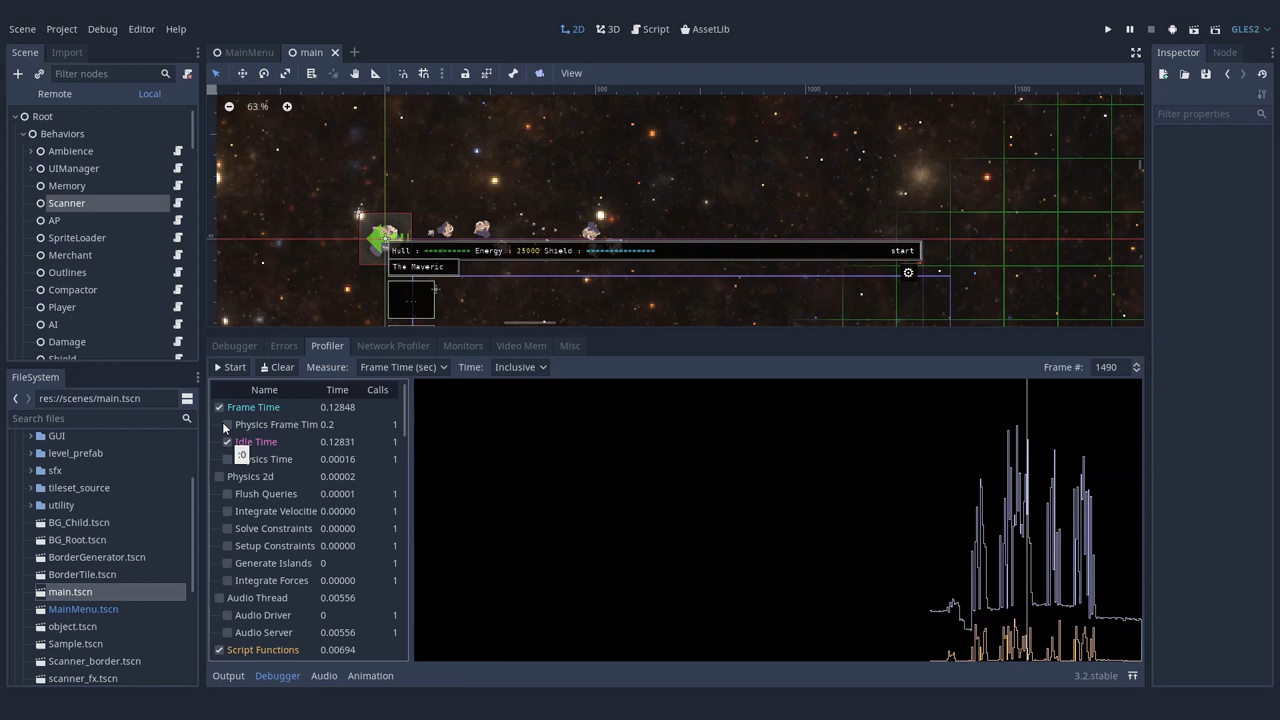 Scene Project Debug Editor Help 2D 3D Script AssetLib GLES2
Scene Import MainMenu main Inspector Node
Filter nodes View
Remote Local
Filter properties
63 %
0 500 1000 1500
Root
Behaviors
Ambience
UIManager
Memory
Scanner
AP
SpriteLoader
Merchant
Outlines
Compactor
Player
AI
Damage
Shield
Hull : ========== Energy : 25000 Shield : =============== start
The Maveric
...
FileSystem
res://scenes/main.tscn
Search files
GUI
level_prefab
sfx
tileset_source
utility
BG_Child.tscn
BG_Root.tscn
BorderGenerator.tscn
BorderTile.tscn
main.tscn
MainMenu.tscn
object.tscn
Sample.tscn
Scanner_border.tscn
scanner_fx.tscn
Debugger Errors Profiler Network Profiler Monitors Video Mem Misc
Start Clear Measure: Frame Time (sec) Time: Inclusive Frame #: 1490
Name Time Calls
Frame Time 0.12848
Physics Frame Tim 0.2 1
Idle Time 0.12831 1
:0
ysics Time 0.00016 1
Physics 2d 0.00002
Flush Queries 0.00001 1
Integrate Velocitie 0.00000 1
Solve Constraints 0.00000 1
Setup Constraints 0.00000 1
Generate Islands 0 1
Integrate Forces 0.00000 1
Audio Thread 0.00556
Audio Driver 0 1
Audio Server 0.00556 1
Script Functions 0.00694
Output Debugger Audio Animation 3.2.stable